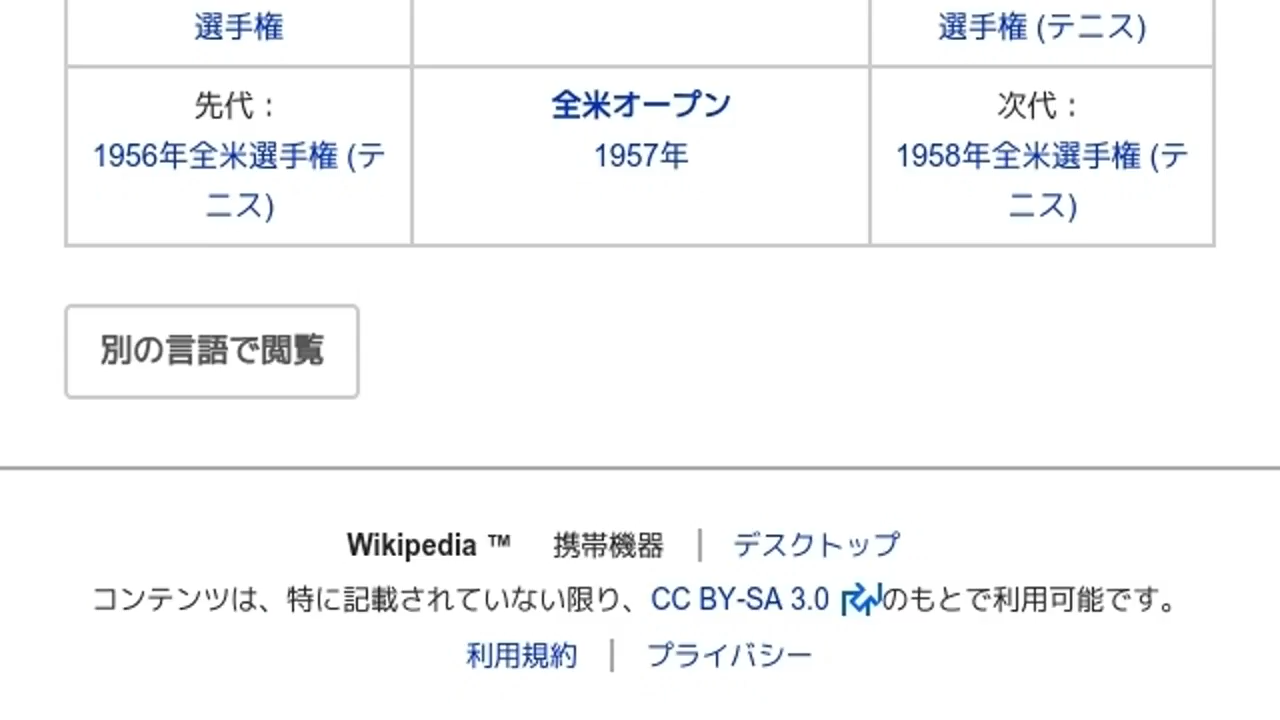 選手権 選手権 (テニス)
先代： 全米オープン 次代：
1956年全米選手権 (テ 1957年 1958年全米選手権 (テ
ニス) ニス)
別の言語で閲覧
Wikipedia ™ 携帯機器 | デスクトップ
コンテンツは、特に記載されていない限り、CC BY-SA 3.0 のもとで利用可能です。
利用規約 | プライバシー